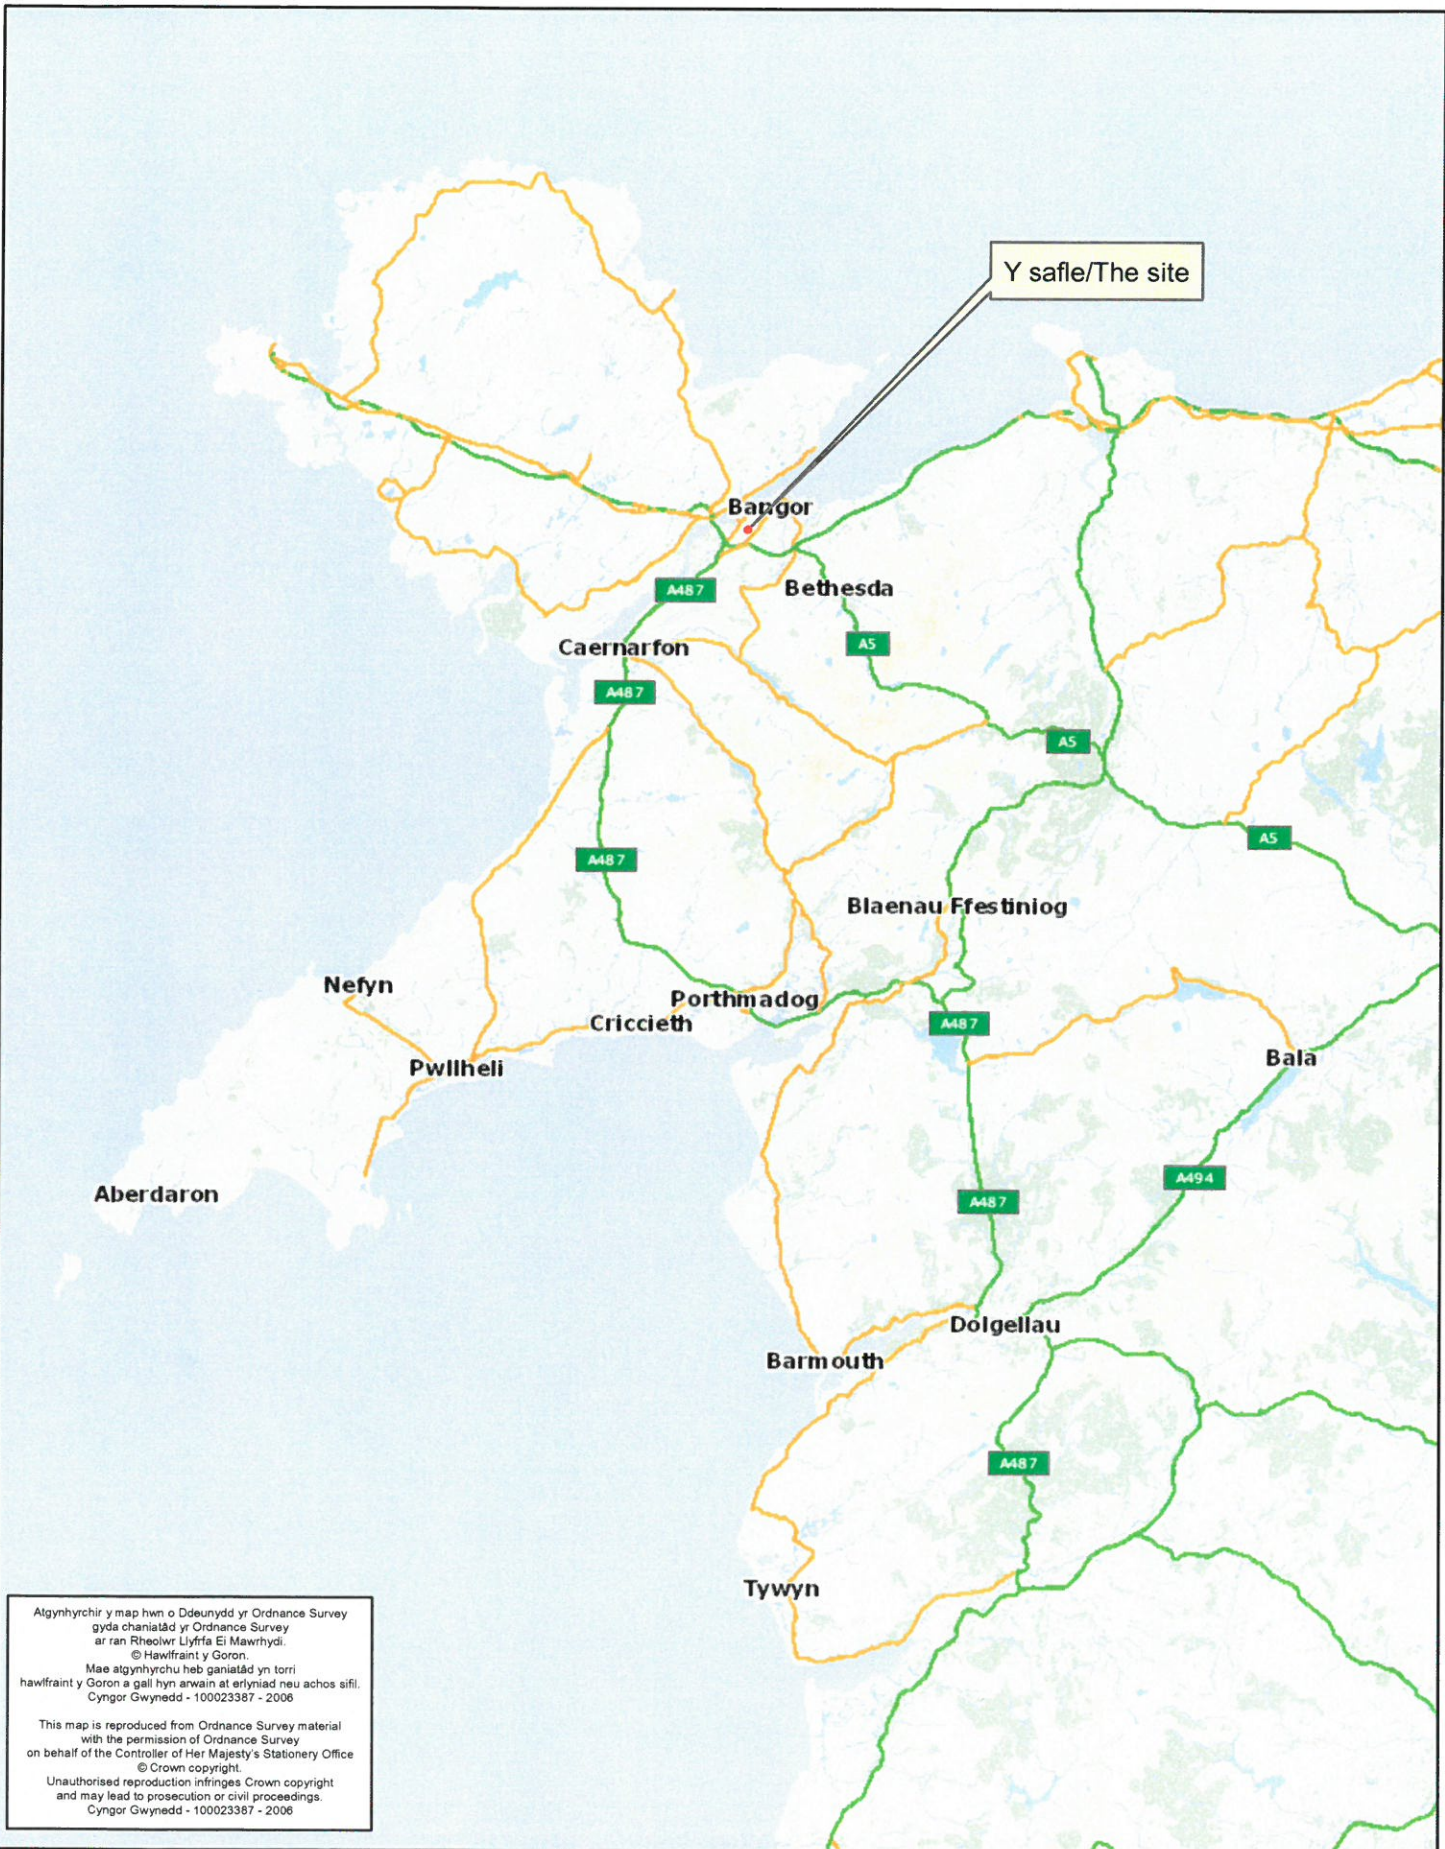 Y safle/The site
Bangor
A487
Bethesda
Caernarfon
A5
A487
A5
A487
A5
Blaenau Ffestiniog
Nefyn
Porthmadog
Criccieth
A487
Pwllheli
Bala
A494
Aberdaron
A487
Dolgellau
Barmouth
A487
Tywyn
Atgynhyrchir y map hwn o Ddeunydd yr Ordnance Survey
gyda chaniatâd yr Ordnance Survey
ar ran Rheolwr Llyfrfa Ei Mawrhydi.
© Hawlfraint y Goron.
Mae atgynhyrchu heb ganiatâd yn torri
hawlfraint y Goron a gall hyn arwain at erlyniad neu achos sifil.
Cyngor Gwynedd - 100023387 - 2006
This map is reproduced from Ordnance Survey material
with the permission of Ordnance Survey
on behalf of the Controller of Her Majesty's Stationery Office
© Crown copyright.
Unauthorised reproduction infringes Crown copyright
and may lead to prosecution or civil proceedings.
Cyngor Gwynedd - 100023387 - 2006